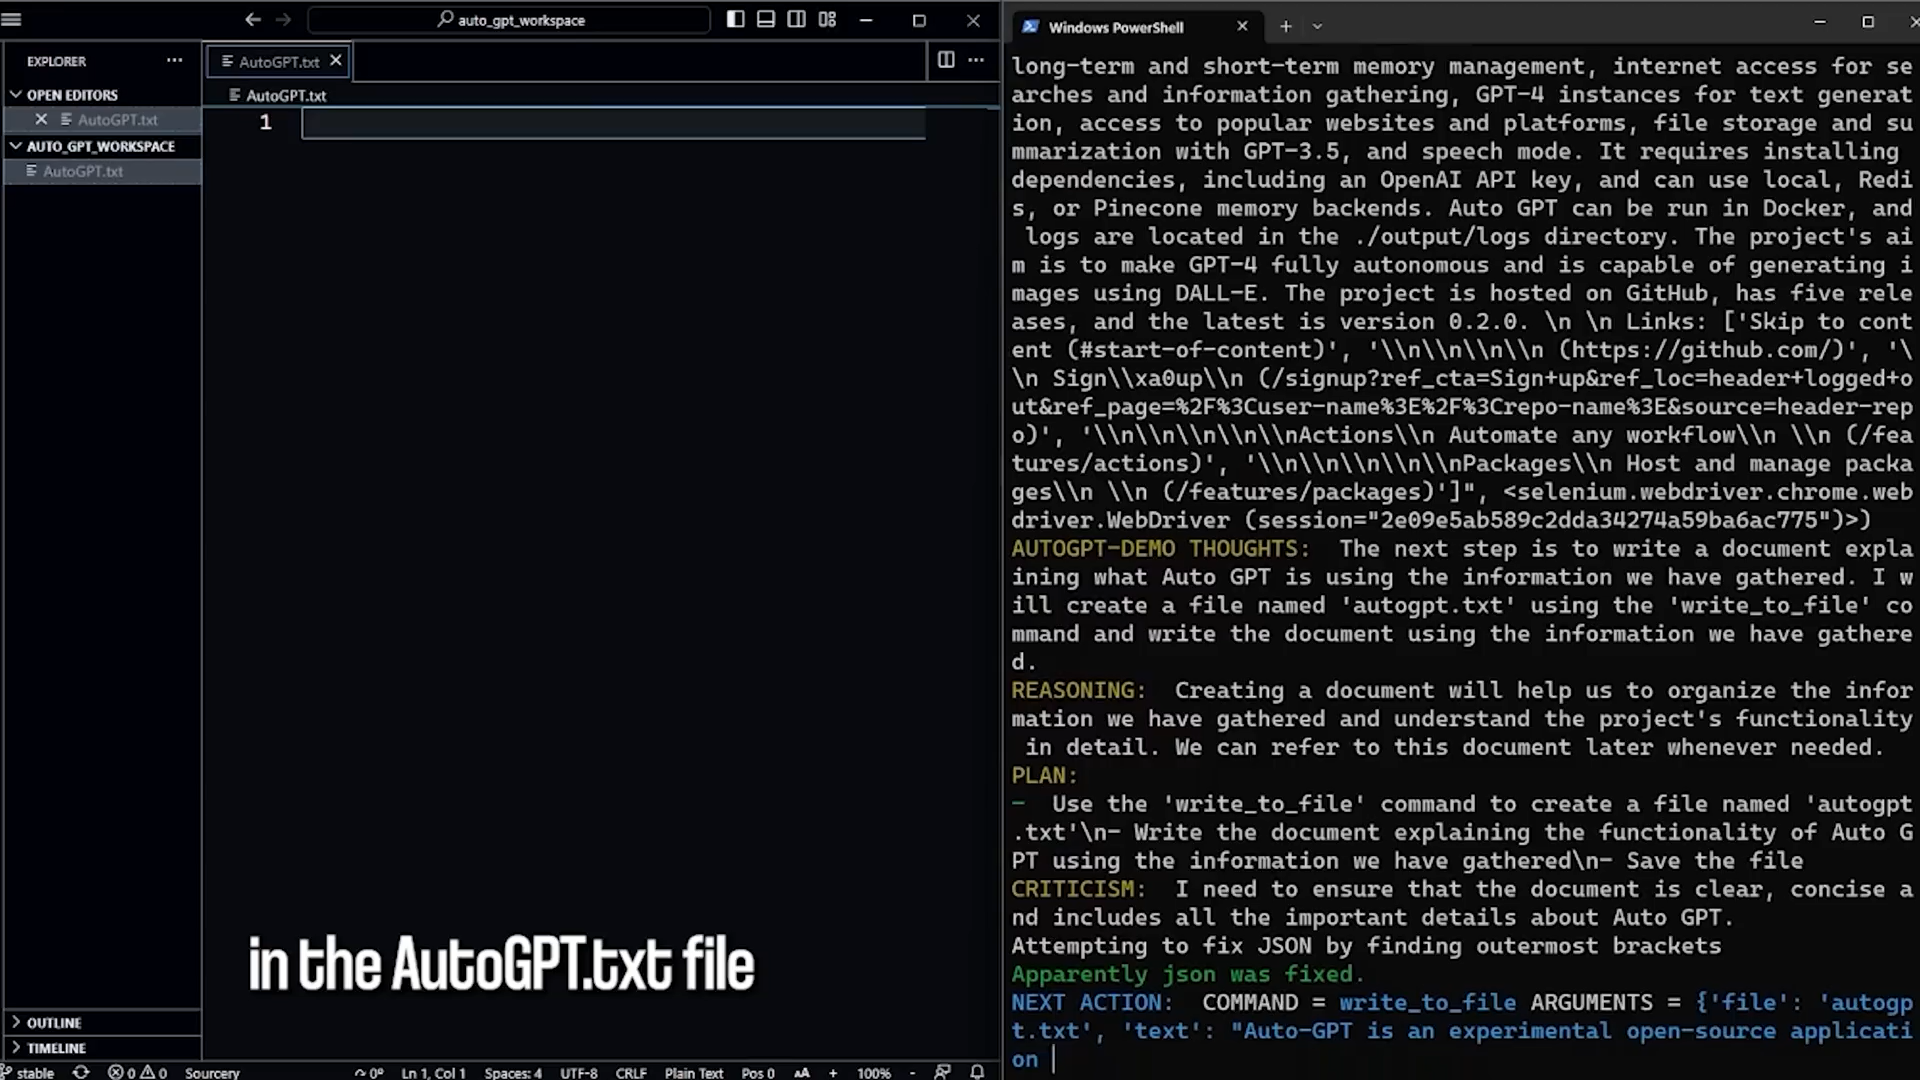 auto_gpt_workspace
EXPLORER
OPEN EDITORS
AutoGPT.txt
AUTO_GPT_WORKSPACE
AutoGPT.txt
OUTLINE
TIMELINE
AutoGPT.txt
AutoGPT.txt
1
in the AutoGPT.txt file
stable
0 0
Sourcery
0°
Ln 1, Col 1
Spaces: 4
UTF-8
CRLF
Plain Text
Pos 0
AA
+
100%
-
Windows PowerShell
long-term and short-term memory management, internet access for se
arches and information gathering, GPT-4 instances for text generat
ion, access to popular websites and platforms, file storage and su
mmarization with GPT-3.5, and speech mode. It requires installing
dependencies, including an OpenAI API key, and can use local, Redi
s, or Pinecone memory backends. Auto GPT can be run in Docker, and
logs are located in the ./output/logs directory. The project's ai
m is to make GPT-4 fully autonomous and is capable of generating i
mages using DALL-E. The project is hosted on GitHub, has five rele
ases, and the latest is version 0.2.0. \n \n Links: ['Skip to cont
ent (#start-of-content)', '\\n\\n\\n\\n (https://github.com/)', '\
\n Sign\\xa0up\\n (/signup?ref_cta=Sign+up&ref_loc=header+logged+o
ut&ref_page=%2F%3Cuser-name%3E%2F%3Crepo-name%3E&source=header-rep
o)', '\\n\\n\\n\\n\\nActions\\n Automate any workflow\\n \\n (/fea
tures/actions)', '\\n\\n\\n\\n\\nPackages\\n Host and manage packa
ges\\n \\n (/features/packages)']", <selenium.webdriver.chrome.web
driver.WebDriver (session="2e09e5ab589c2dda34274a59ba6ac775")>)
AUTOGPT-DEMO THOUGHTS: The next step is to write a document expla
ining what Auto GPT is using the information we have gathered. I w
ill create a file named 'autogpt.txt' using the 'write_to_file' co
mmand and write the document using the information we have gathere
d.
REASONING: Creating a document will help us to organize the infor
mation we have gathered and understand the project's functionality
in detail. We can refer to this document later whenever needed.
PLAN:
- Use the 'write_to_file' command to create a file named 'autogpt
.txt'\n- Write the document explaining the functionality of Auto G
PT using the information we have gathered\n- Save the file
CRITICISM: I need to ensure that the document is clear, concise a
nd includes all the important details about Auto GPT.
Attempting to fix JSON by finding outermost brackets
Apparently json was fixed.
NEXT ACTION: COMMAND = write_to_file ARGUMENTS = {'file': 'autogp
t.txt', 'text': "Auto-GPT is an experimental open-source applicati
on